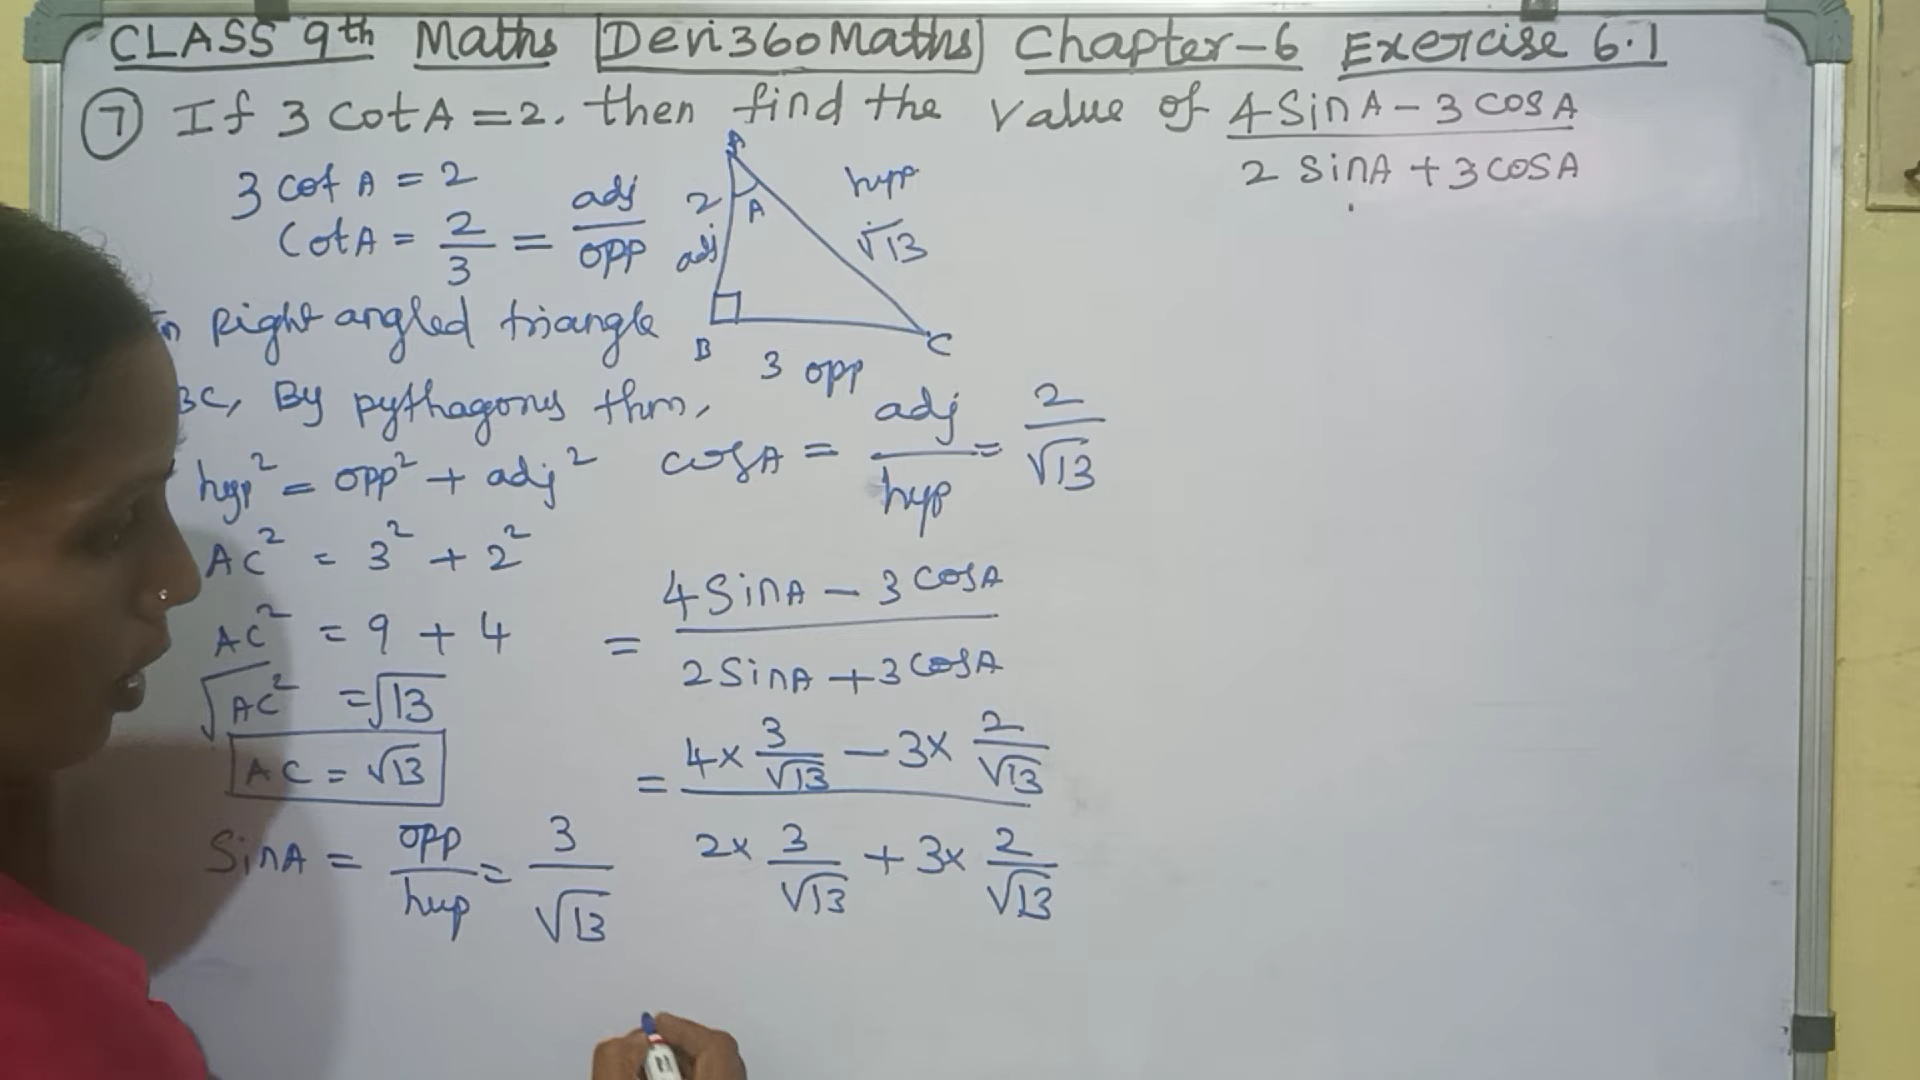 CLASS 9th Maths Devi360Maths Chapter-6 Exercise 6.1
7 If 3 cot A = 2. then find the value of 4 Sin A - 3 cos A / 2 sin A + 3 cos A
3 cot A = 2
Cot A = 2/3 = adj/opp
A
A
2
adj
hyp
√13
B
C
3 opp
In Right angled triangle
BC, By pythagorus thm,
hyp² = opp² + adj²
AC² = 3² + 2²
AC² = 9 + 4
√AC² = √13
AC = √13
Sin A = opp/hyp = 3/√13
cos A = adj/hyp = 2/√13
= 4 Sin A - 3 cos A / 2 Sin A + 3 cos A
= 4 x 3/√13 - 3 x 2/√13 / 2 x 3/√13 + 3 x 2/√13